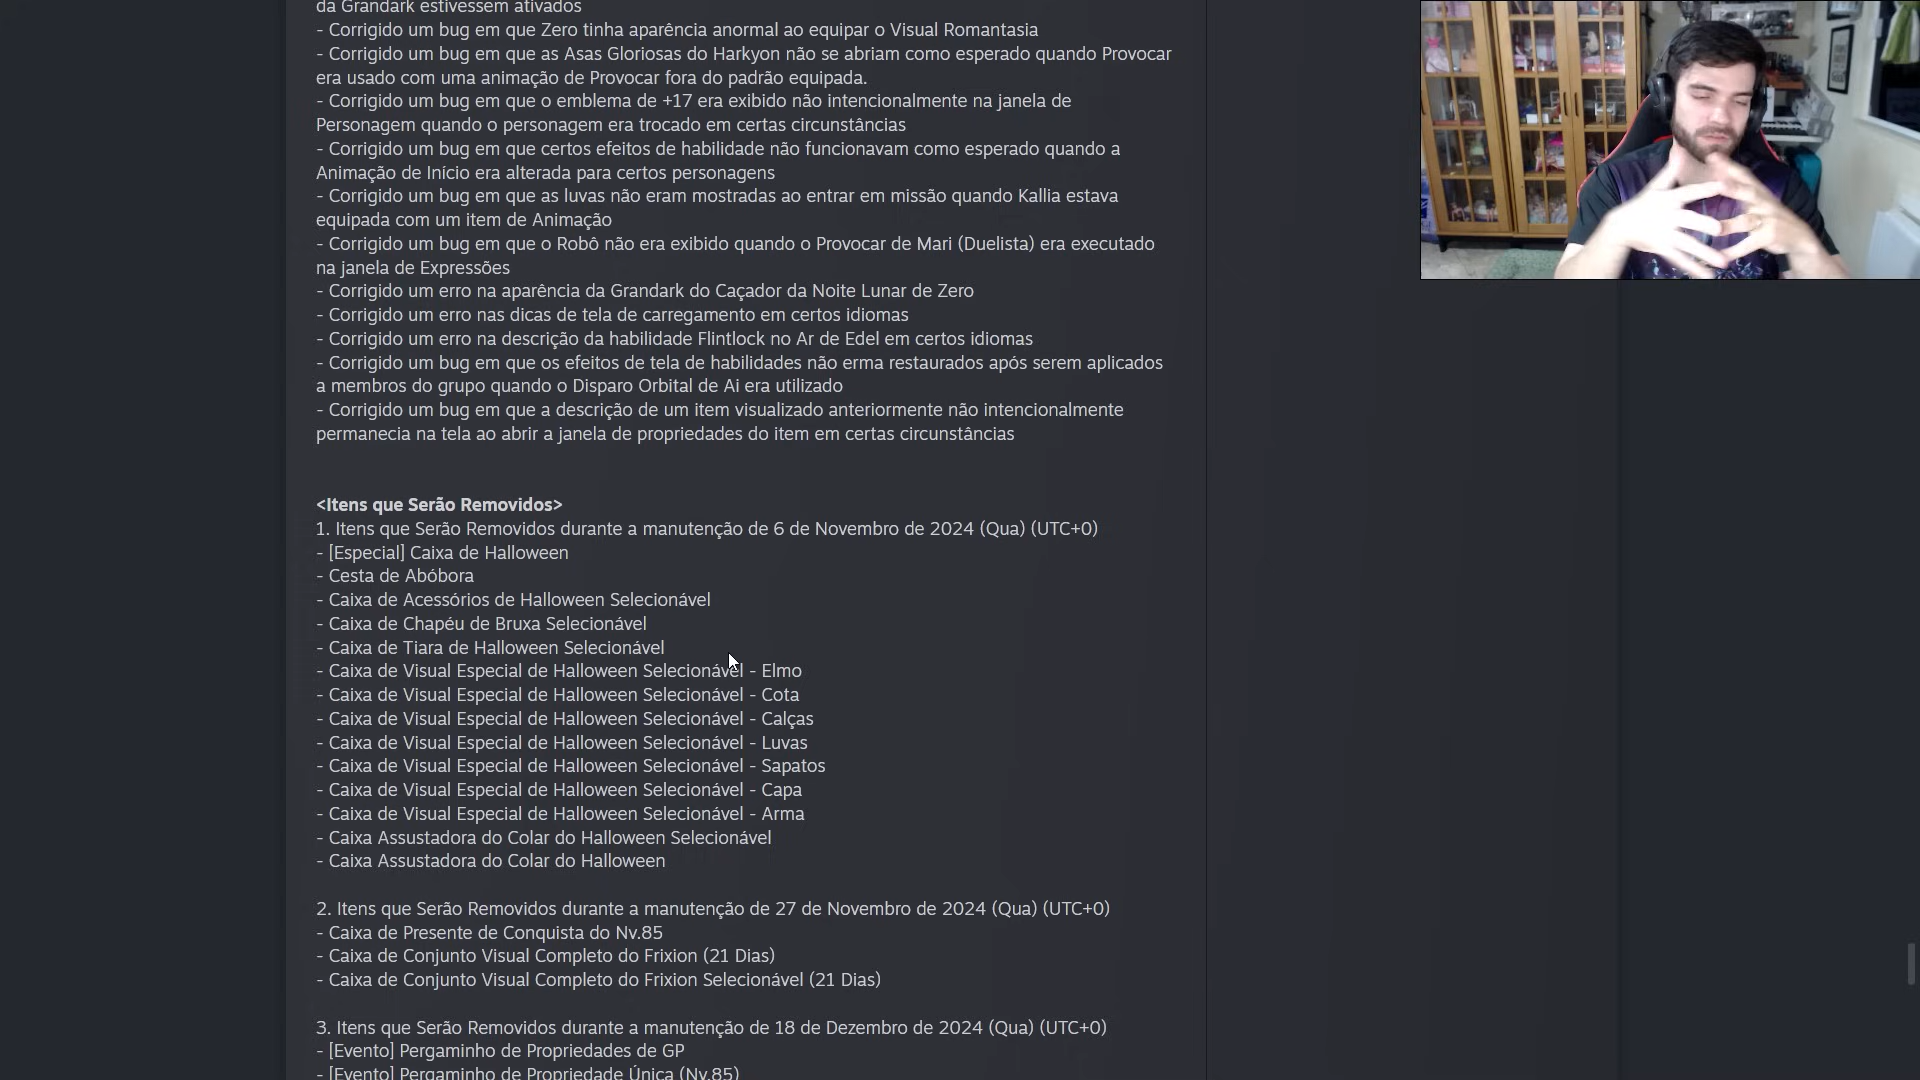 da Grandark estivessem ativados
- Corrigido um bug em que Zero tinha aparência anormal ao equipar o Visual Romantasia
- Corrigido um bug em que as Asas Gloriosas do Harkyon não se abriam como esperado quando Provocar
era usado com uma animação de Provocar fora do padrão equipada.
- Corrigido um bug em que o emblema de +17 era exibido não intencionalmente na janela de
Personagem quando o personagem era trocado em certas circunstâncias
- Corrigido um bug em que certos efeitos de habilidade não funcionavam como esperado quando a
Animação de Início era alterada para certos personagens
- Corrigido um bug em que as luvas não eram mostradas ao entrar em missão quando Kallia estava
equipada com um item de Animação
- Corrigido um bug em que o Robô não era exibido quando o Provocar de Mari (Duelista) era executado
na janela de Expressões
- Corrigido um erro na aparência da Grandark do Caçador da Noite Lunar de Zero
- Corrigido um erro nas dicas de tela de carregamento em certos idiomas
- Corrigido um erro na descrição da habilidade Flintlock no Ar de Edel em certos idiomas
- Corrigido um bug em que os efeitos de tela de habilidades não erma restaurados após serem aplicados
a membros do grupo quando o Disparo Orbital de Ai era utilizado
- Corrigido um bug em que a descrição de um item visualizado anteriormente não intencionalmente
permanecia na tela ao abrir a janela de propriedades do item em certas circunstâncias
<Itens que Serão Removidos>
1. Itens que Serão Removidos durante a manutenção de 6 de Novembro de 2024 (Qua) (UTC+0)
- [Especial] Caixa de Halloween
- Cesta de Abóbora
- Caixa de Acessórios de Halloween Selecionável
- Caixa de Chapéu de Bruxa Selecionável
- Caixa de Tiara de Halloween Selecionável
- Caixa de Visual Especial de Halloween Selecionável - Elmo
- Caixa de Visual Especial de Halloween Selecionável - Cota
- Caixa de Visual Especial de Halloween Selecionável - Calças
- Caixa de Visual Especial de Halloween Selecionável - Luvas
- Caixa de Visual Especial de Halloween Selecionável - Sapatos
- Caixa de Visual Especial de Halloween Selecionável - Capa
- Caixa de Visual Especial de Halloween Selecionável - Arma
- Caixa Assustadora do Colar do Halloween Selecionável
- Caixa Assustadora do Colar do Halloween
2. Itens que Serão Removidos durante a manutenção de 27 de Novembro de 2024 (Qua) (UTC+0)
- Caixa de Presente de Conquista do Nv.85
- Caixa de Conjunto Visual Completo do Frixion (21 Dias)
- Caixa de Conjunto Visual Completo do Frixion Selecionável (21 Dias)
3. Itens que Serão Removidos durante a manutenção de 18 de Dezembro de 2024 (Qua) (UTC+0)
- [Evento] Pergaminho de Propriedades de GP
- [Evento] Pergaminho de Propriedade Única (Nv.85)